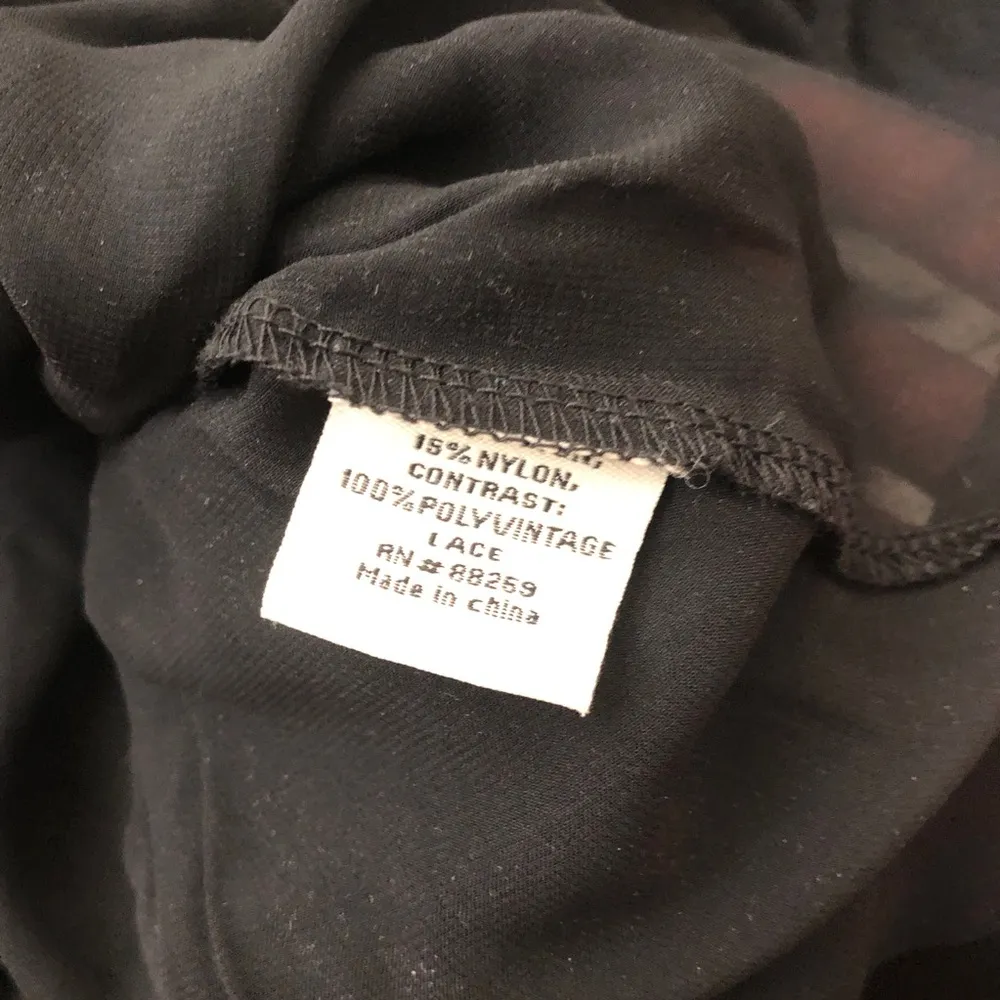 15% NYLON,
CONTRAST:
100%POLYVINTAGE
LACE
RN#88259
Made in china